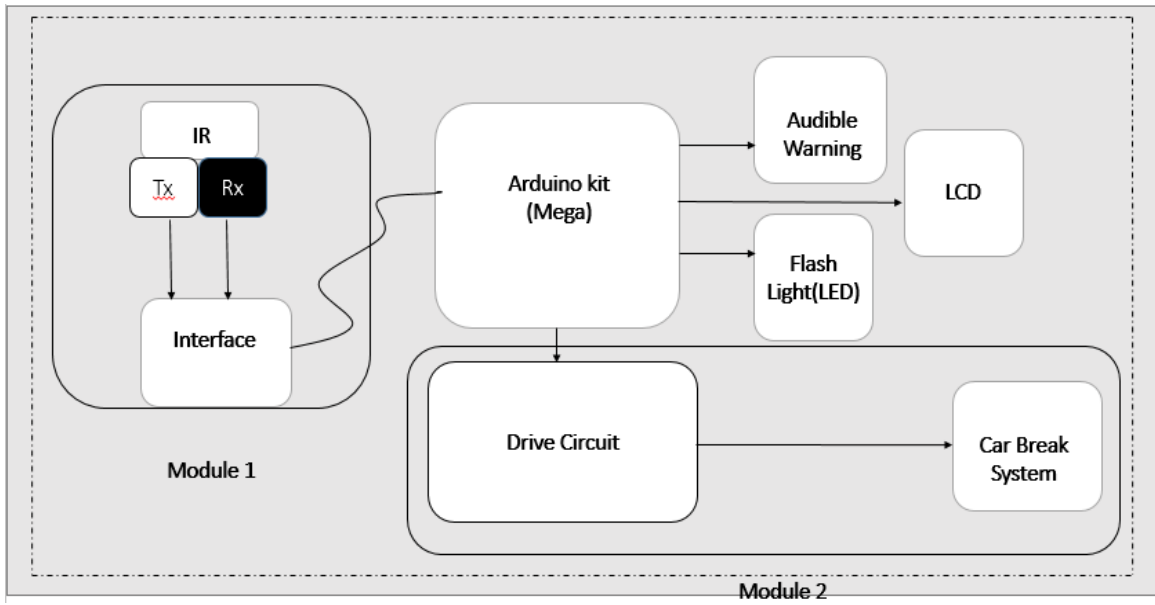 IR
Tx
Rx
Interface
Module 1
Arduino kit
(Mega)
Audible
Warning
LCD
Flash
Light(LED)
Drive Circuit
Car Break
System
Module 2